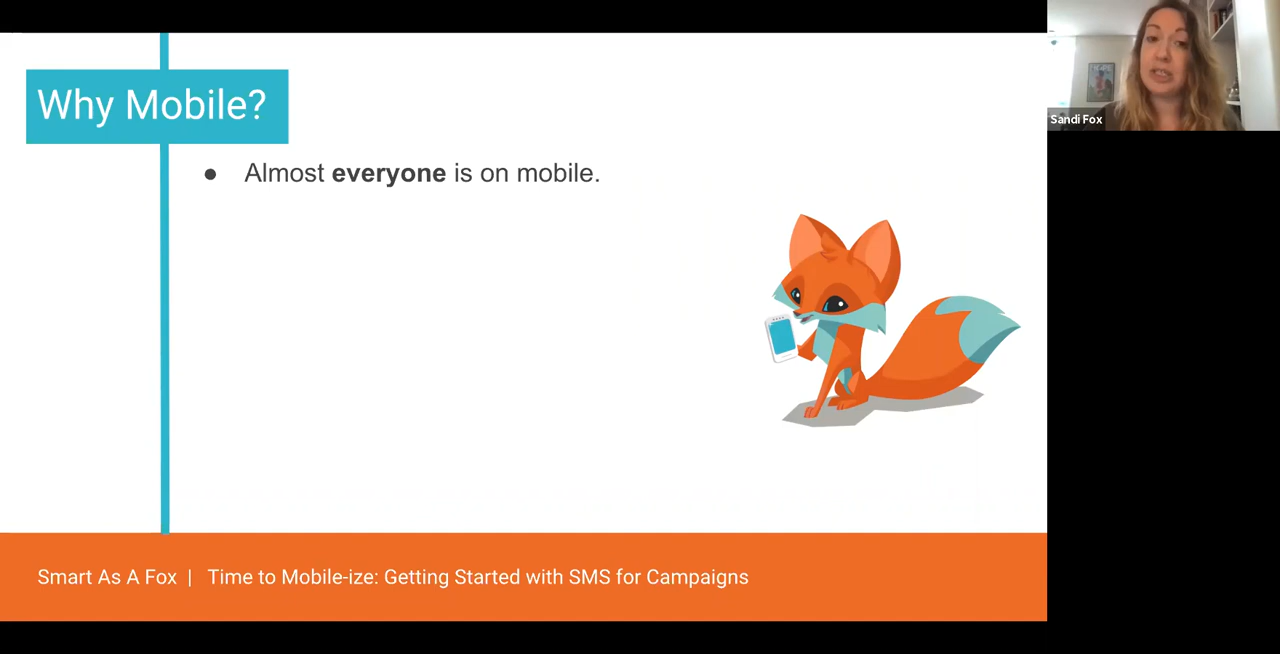 Why Mobile?
● Almost everyone is on mobile.
Sandi Fox
Smart As A Fox | Time to Mobile-ize: Getting Started with SMS for Campaigns